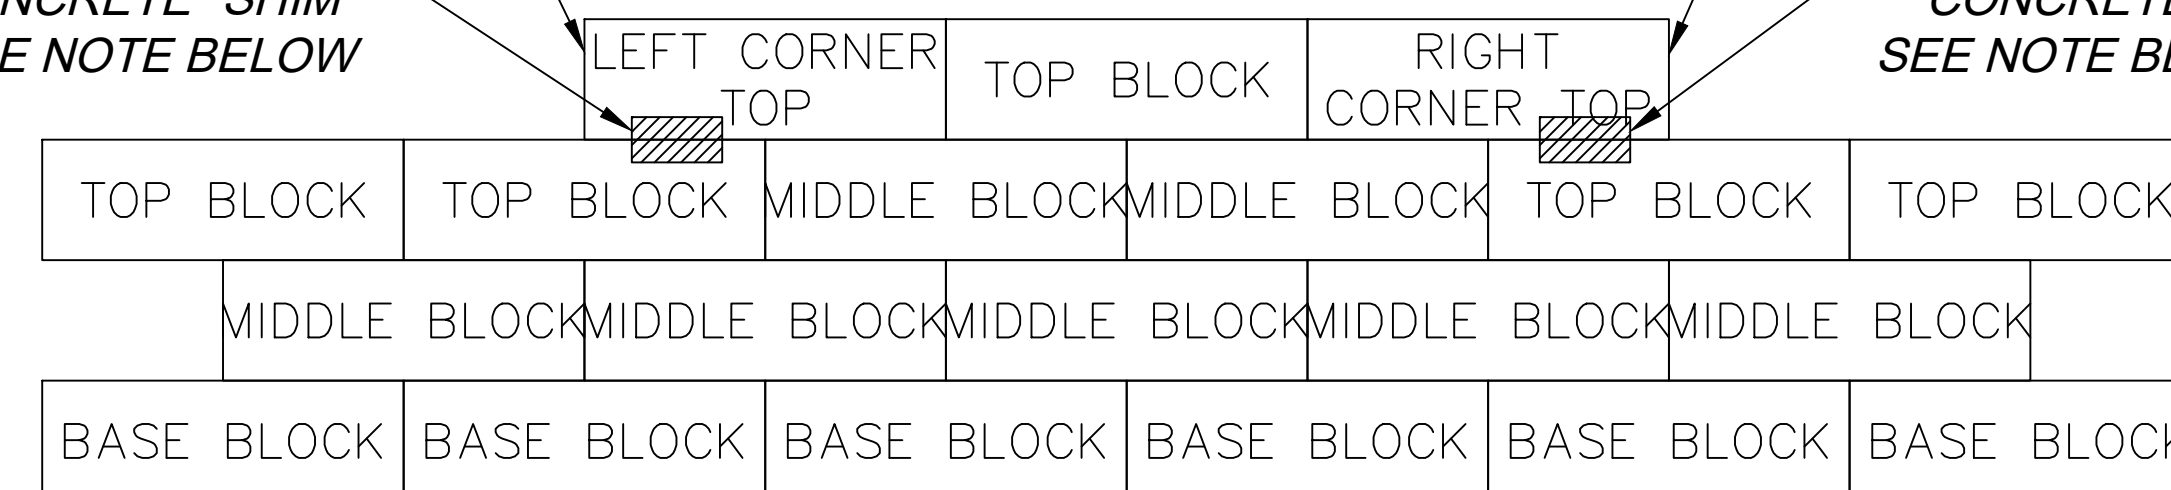 SHIM
NOTE BELOW
LEFT CORNER
TOP
TOP BLOCK
RIGHT
CORNER TOP
CONCRETE
SEE NOTE
TOP BLOCK TOP BLOCK MIDDLE BLOCK MIDDLE BLOCK TOP BLOCK TOP BLOCK
MIDDLE BLOCK MIDDLE BLOCK MIDDLE BLOCK MIDDLE BLOCK MIDDLE BLOCK
BASE BLOCK BASE BLOCK BASE BLOCK BASE BLOCK BASE BLOCK BASE BLOCK